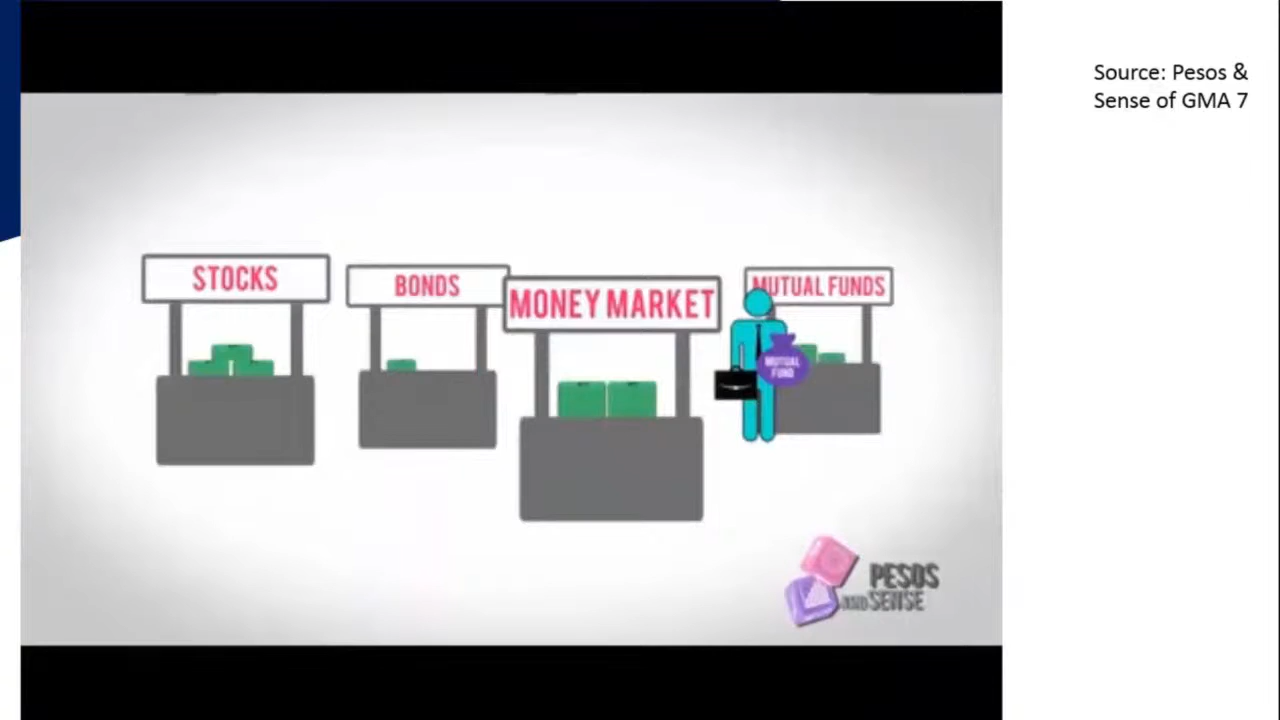 Source: Pesos &
Sense of GMA 7
STOCKS
BONDS
MONEY MARKET
MUTUAL FUNDS
MUTUAL
FUND
PESOS
AND SENSE